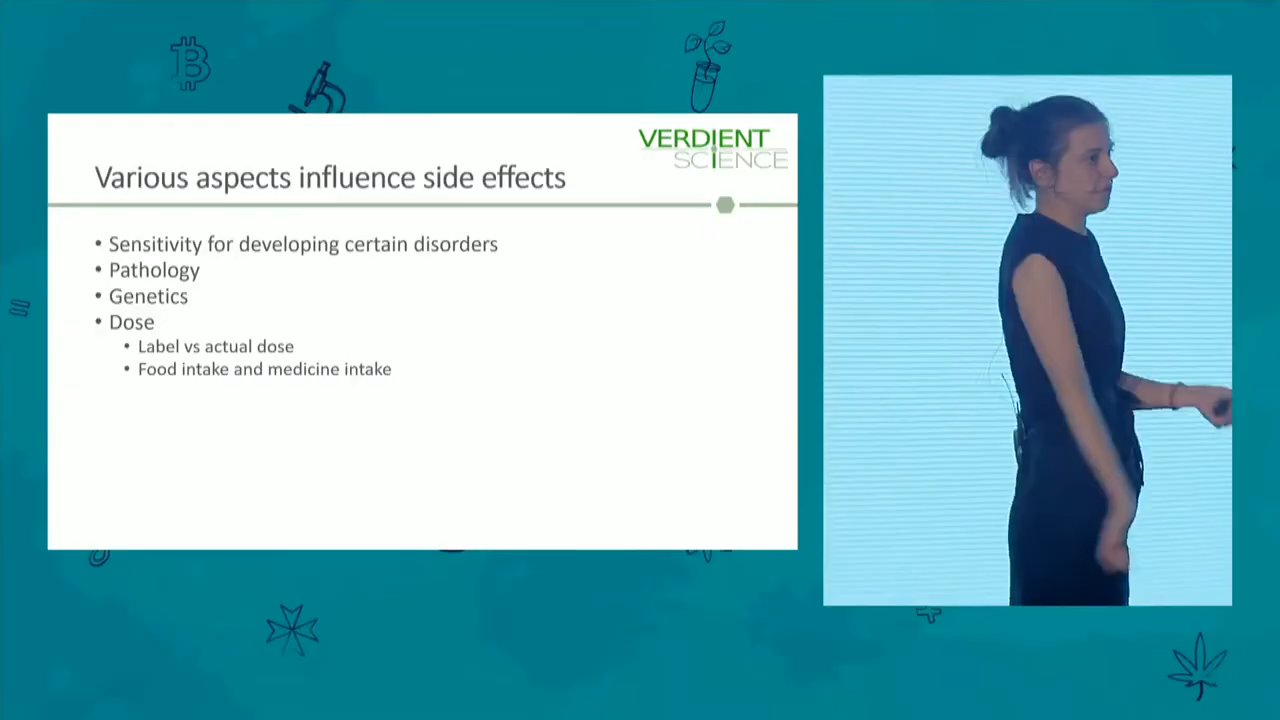 VERDIENT
SCIENCE
Various aspects influence side effects
• Sensitivity for developing certain disorders
• Pathology
• Genetics
• Dose
• Label vs actual dose
• Food intake and medicine intake